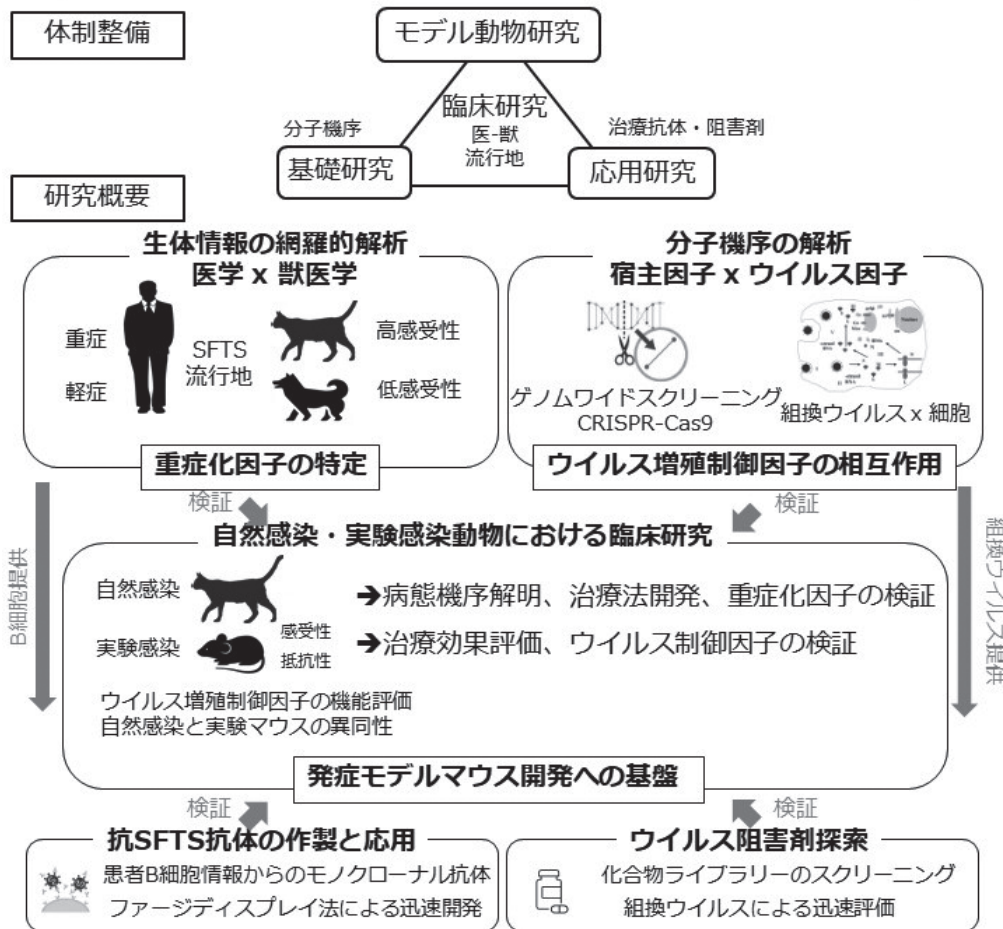 体制整備
モデル動物研究
臨床研究
医-獣
流行地
分子機序
治療抗体・阻害剤
基礎研究
応用研究
研究概要
生体情報の網羅的解析
医学 x 獣医学
重症
軽症
SFTS
流行地
高感受性
低感受性
重症化因子の特定
分子機序の解析
宿主因子 x ウイルス因子
ゲノムワイドスクリーニング
CRISPR-Cas9
組換ウイルス x 細胞
ウイルス増殖制御因子の相互作用
検証
検証
B細胞提供
組換ウイルス提供
自然感染・実験感染動物における臨床研究
自然感染
➔病態機序解明、治療法開発、重症化因子の検証
実験感染
感受性
抵抗性
➔治療効果評価、ウイルス制御因子の検証
ウイルス増殖制御因子の機能評価
自然感染と実験マウスの異同性
発症モデルマウス開発への基盤
検証
検証
抗SFTS抗体の作製と応用
患者B細胞情報からのモノクローナル抗体
ファージディスプレイ法による迅速開発
ウイルス阻害剤探索
化合物ライブラリーのスクリーニング
組換ウイルスによる迅速評価